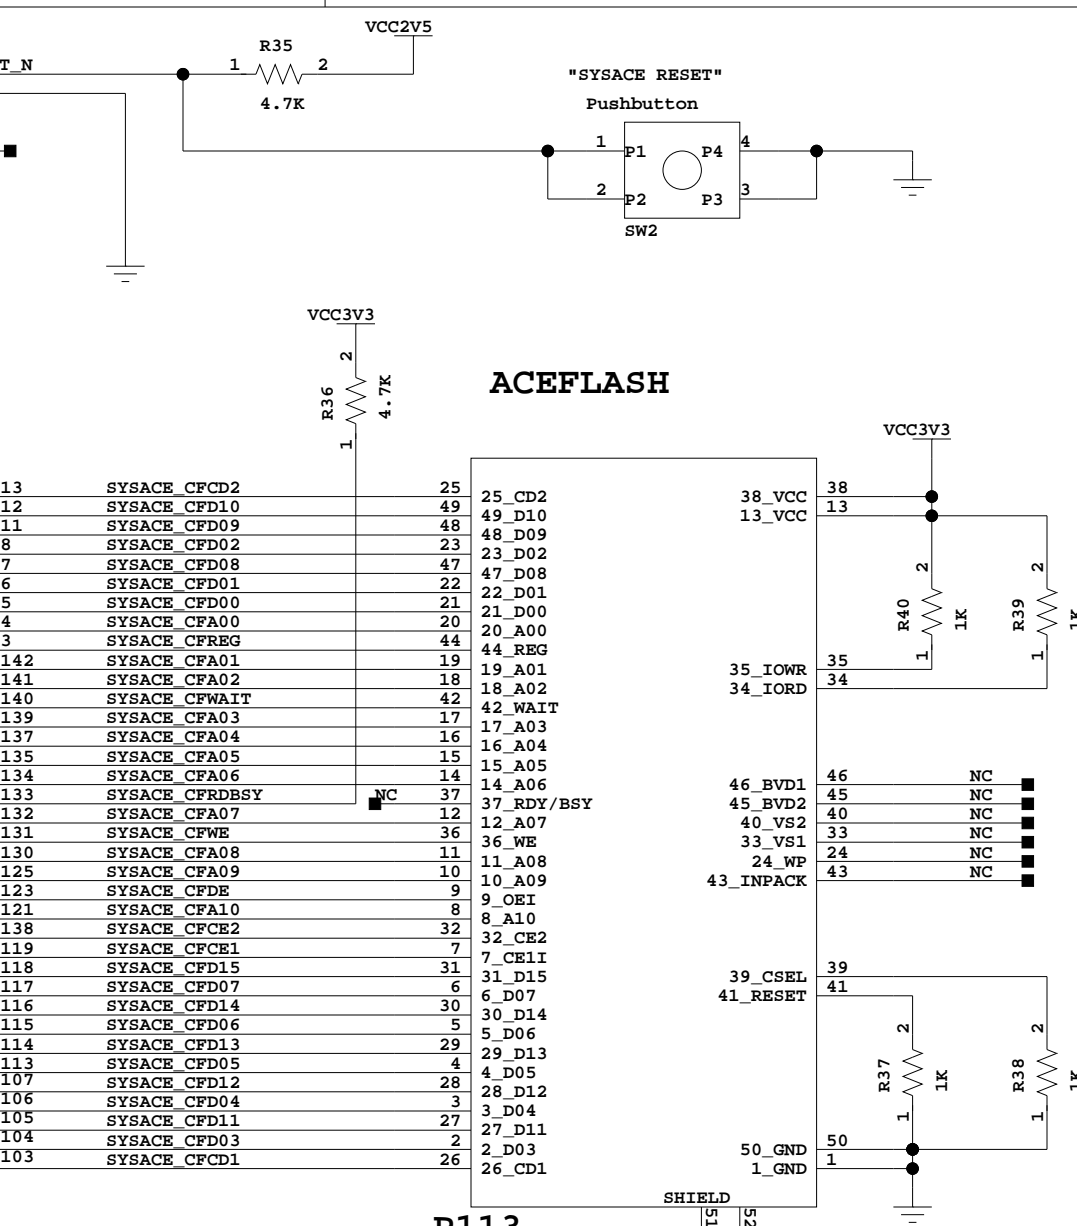 VCC2V5
R35
T_N
1
2
4.7K
"SYSACE RESET"
Pushbutton
1
P1
P4
4
2
P2
P3
3
SW2
VCC3V3
2
R36
4.7K
1
ACEFLASH
VCC3V3
13 SYSACE_CFCD2 25 25_CD2
12 SYSACE_CFD10 49 49_D10
11 SYSACE_CFD09 48 48_D09
8 SYSACE_CFD02 23 23_D02
7 SYSACE_CFD08 47 47_D08
6 SYSACE_CFD01 22 22_D01
5 SYSACE_CFD00 21 21_D00
4 SYSACE_CFA00 20 20_A00
3 SYSACE_CFREG 44 44_REG
142 SYSACE_CFA01 19 19_A01
141 SYSACE_CFA02 18 18_A02
140 SYSACE_CFWAIT 42 42_WAIT
139 SYSACE_CFA03 17 17_A03
137 SYSACE_CFA04 16 16_A04
135 SYSACE_CFA05 15 15_A05
134 SYSACE_CFA06 14 14_A06
133 SYSACE_CFRDBSY NC 37 37_RDY/BSY
132 SYSACE_CFA07 12 12_A07
131 SYSACE_CFWE 36 36_WE
130 SYSACE_CFA08 11 11_A08
125 SYSACE_CFA09 10 10_A09
123 SYSACE_CFDE 9 9_OEI
121 SYSACE_CFA10 8 8_A10
138 SYSACE_CFCE2 32 32_CE2
119 SYSACE_CFCE1 7 7_CE1I
118 SYSACE_CFD15 31 31_D15
117 SYSACE_CFD07 6 6_D07
116 SYSACE_CFD14 30 30_D14
115 SYSACE_CFD06 5 5_D06
114 SYSACE_CFD13 29 29_D13
113 SYSACE_CFD05 4 4_D05
107 SYSACE_CFD12 28 28_D12
106 SYSACE_CFD04 3 3_D04
105 SYSACE_CFD11 27 27_D11
104 SYSACE_CFD03 2 2_D03
103 SYSACE_CFCD1 26 26_CD1
38_VCC 38
13_VCC 13
2
R40
1K
1
2
R39
1K
1
35_IOWR 35
34_IORD 34
46_BVD1 46 NC
45_BVD2 45 NC
40_VS2 40 NC
33_VS1 33 NC
24_WP 24 NC
43_INPACK 43 NC
39_CSEL 39
41_RESET 41
2
R37
1K
1
2
R38
1K
1
50_GND 50
1_GND 1
SHIELD
51
52